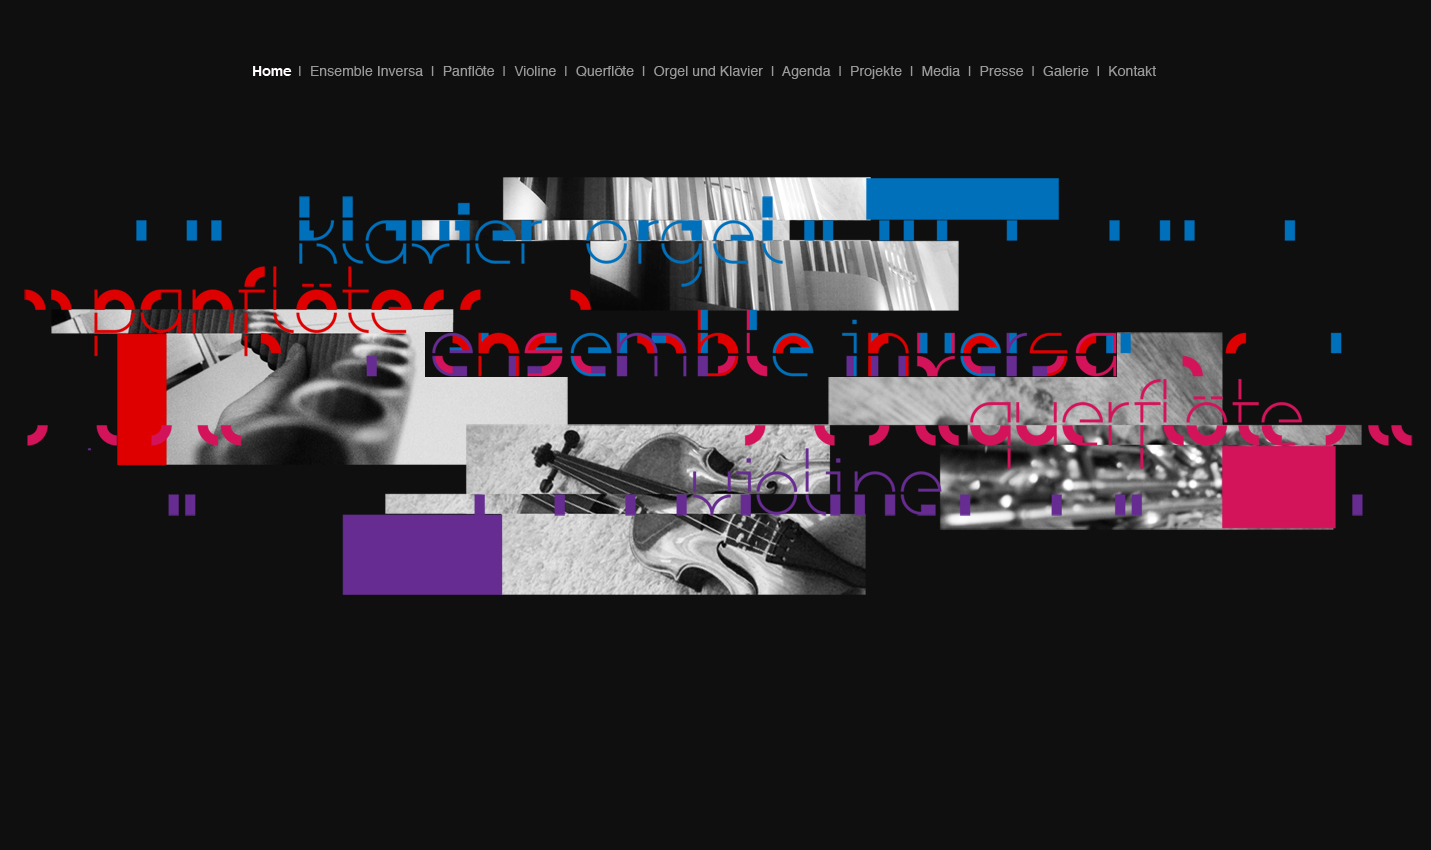 Home | Ensemble Inversa | Panflöte | Violine | Querflöte | Orgel und Klavier | Agenda | Projekte | Media | Presse | Galerie | Kontakt
klavier orgel
panflöte
ensemble inversa
querflöte
violine